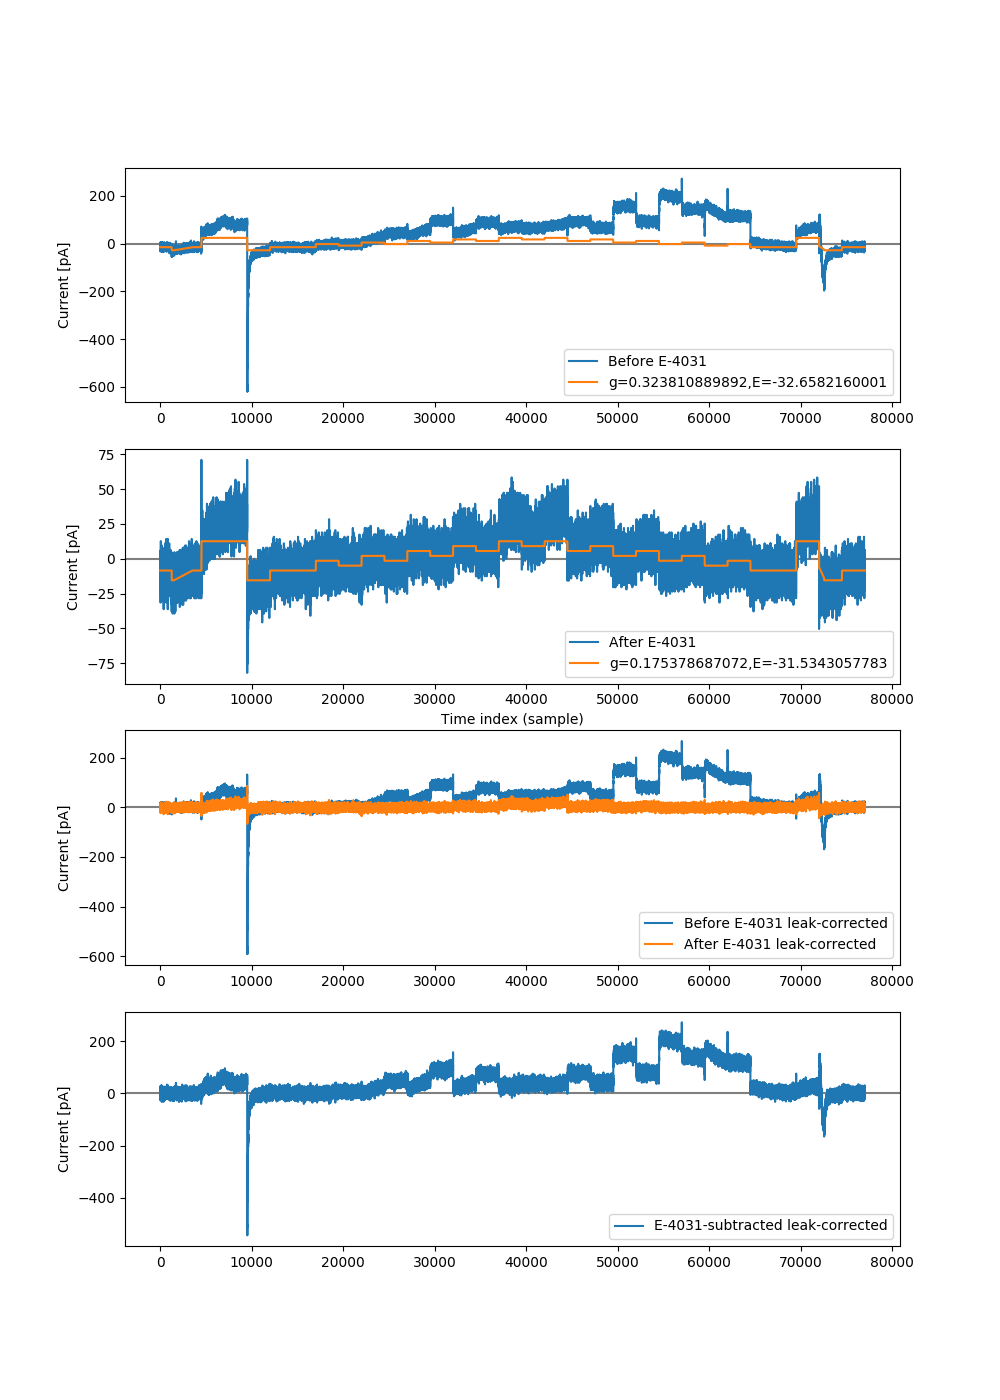 200
0
−200
−400
−600
Current [pA]
Before E-4031
g=0.323810889892,E=-32.6582160001
0 10000 20000 30000 40000 50000 60000 70000 80000
75
50
25
0
−25
−50
−75
Current [pA]
After E-4031
g=0.175378687072,E=-31.5343057783
0 10000 20000 30000 40000 50000 60000 70000 80000
Time index (sample)
200
0
−200
−400
−600
Current [pA]
Before E-4031 leak-corrected
After E-4031 leak-corrected
0 10000 20000 30000 40000 50000 60000 70000 80000
200
0
−200
−400
Current [pA]
E-4031-subtracted leak-corrected
0 10000 20000 30000 40000 50000 60000 70000 80000